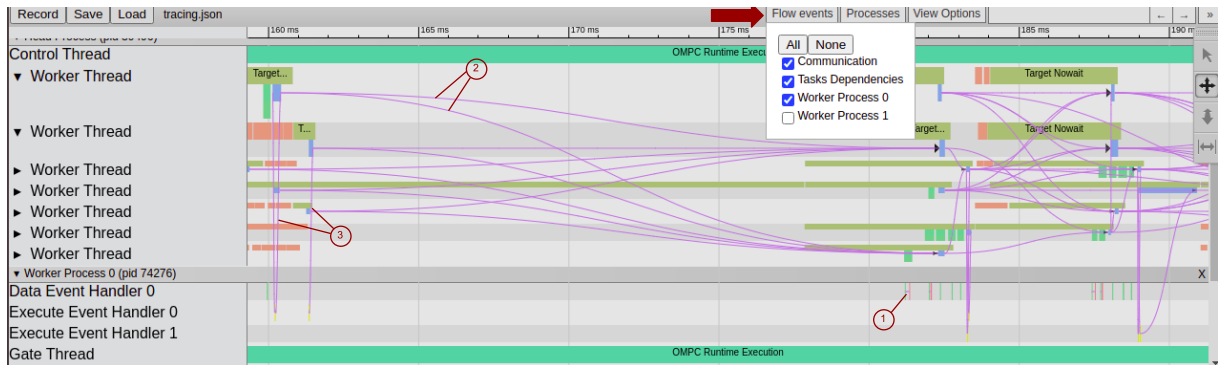 Record Save Load tracing.json Flow events Processes View Options ← → »
160 ms 165 ms 170 ms 175 ms 185 ms 190 m
Head Process (pid 
Control Thread OMPC Runtime Execu
All None
Communication
Tasks Dependencies
Worker Process 0
Worker Process 1
▼ Worker Thread Target... 2 Target Nowait
▼ Worker Thread T... arget... Target Nowait
► Worker Thread
► Worker Thread
► Worker Thread
3
► Worker Thread
► Worker Thread
▼ Worker Process 0 (pid 74276) X
Data Event Handler 0
Execute Event Handler 0 1
Execute Event Handler 1
Gate Thread OMPC Runtime Execution